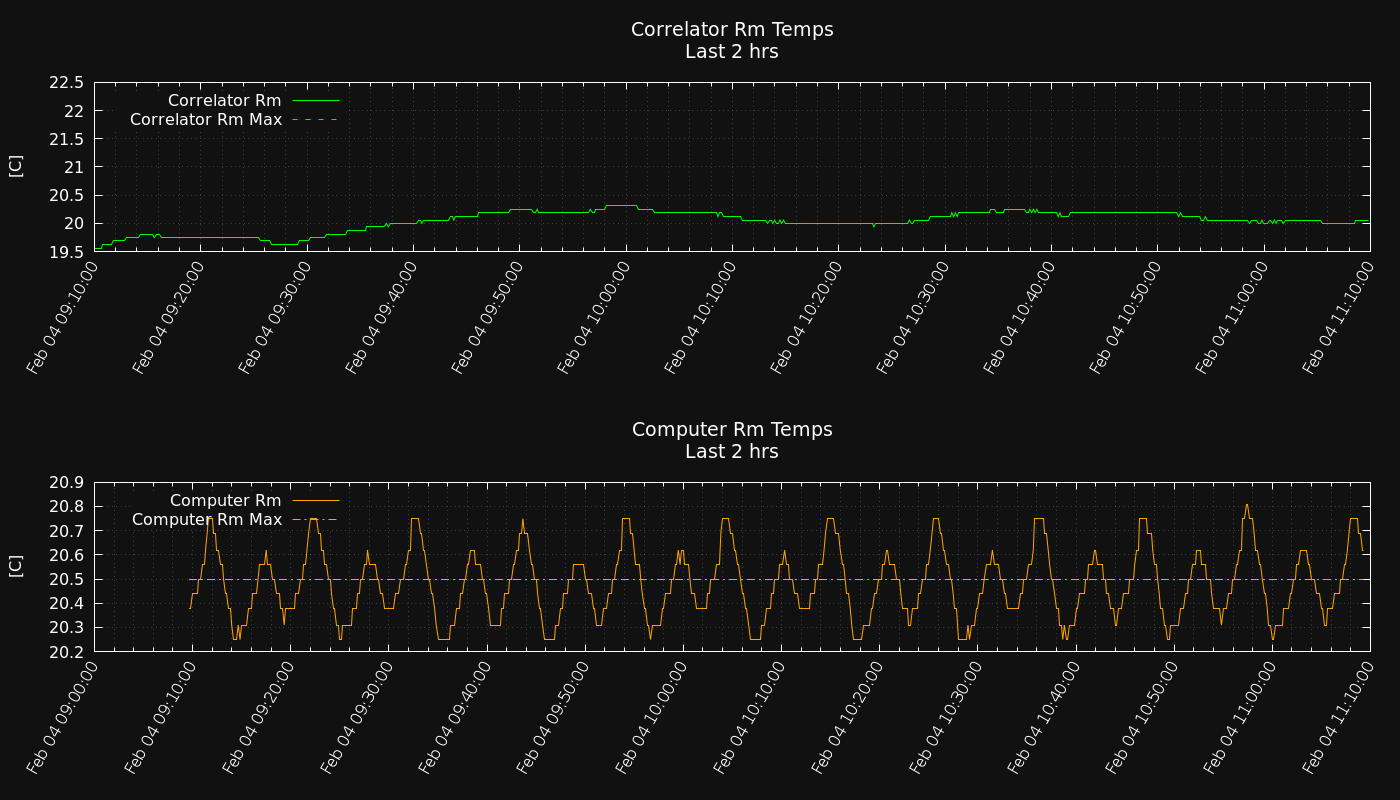 Correlator Rm Temps
Last 2 hrs
22.5
22
21.5
21
20.5
20
19.5
[C]
Correlator Rm
Correlator Rm Max
Feb 04 09:10:00
Feb 04 09:20:00
Feb 04 09:30:00
Feb 04 09:40:00
Feb 04 09:50:00
Feb 04 10:00:00
Feb 04 10:10:00
Feb 04 10:20:00
Feb 04 10:30:00
Feb 04 10:40:00
Feb 04 10:50:00
Feb 04 11:00:00
Feb 04 11:10:00
Computer Rm Temps
Last 2 hrs
20.9
20.8
20.7
20.6
20.5
20.4
20.3
20.2
[C]
Computer Rm
Computer Rm Max
Feb 04 09:00:00
Feb 04 09:10:00
Feb 04 09:20:00
Feb 04 09:30:00
Feb 04 09:40:00
Feb 04 09:50:00
Feb 04 10:00:00
Feb 04 10:10:00
Feb 04 10:20:00
Feb 04 10:30:00
Feb 04 10:40:00
Feb 04 10:50:00
Feb 04 11:00:00
Feb 04 11:10:00